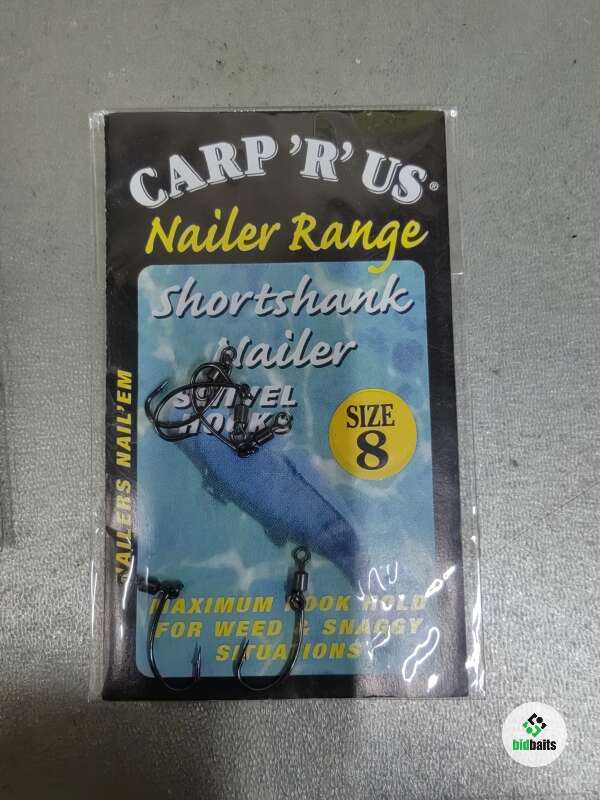 CARP 'R' US®
Nailer Range
Shortshank
Nailer
SWIVEL
HOOKS
SIZE
8
NAILERS NAIL'EM
MAXIMUM HOOK HOLD
FOR WEED & SNAGGY
SITUATIONS
bidbaits